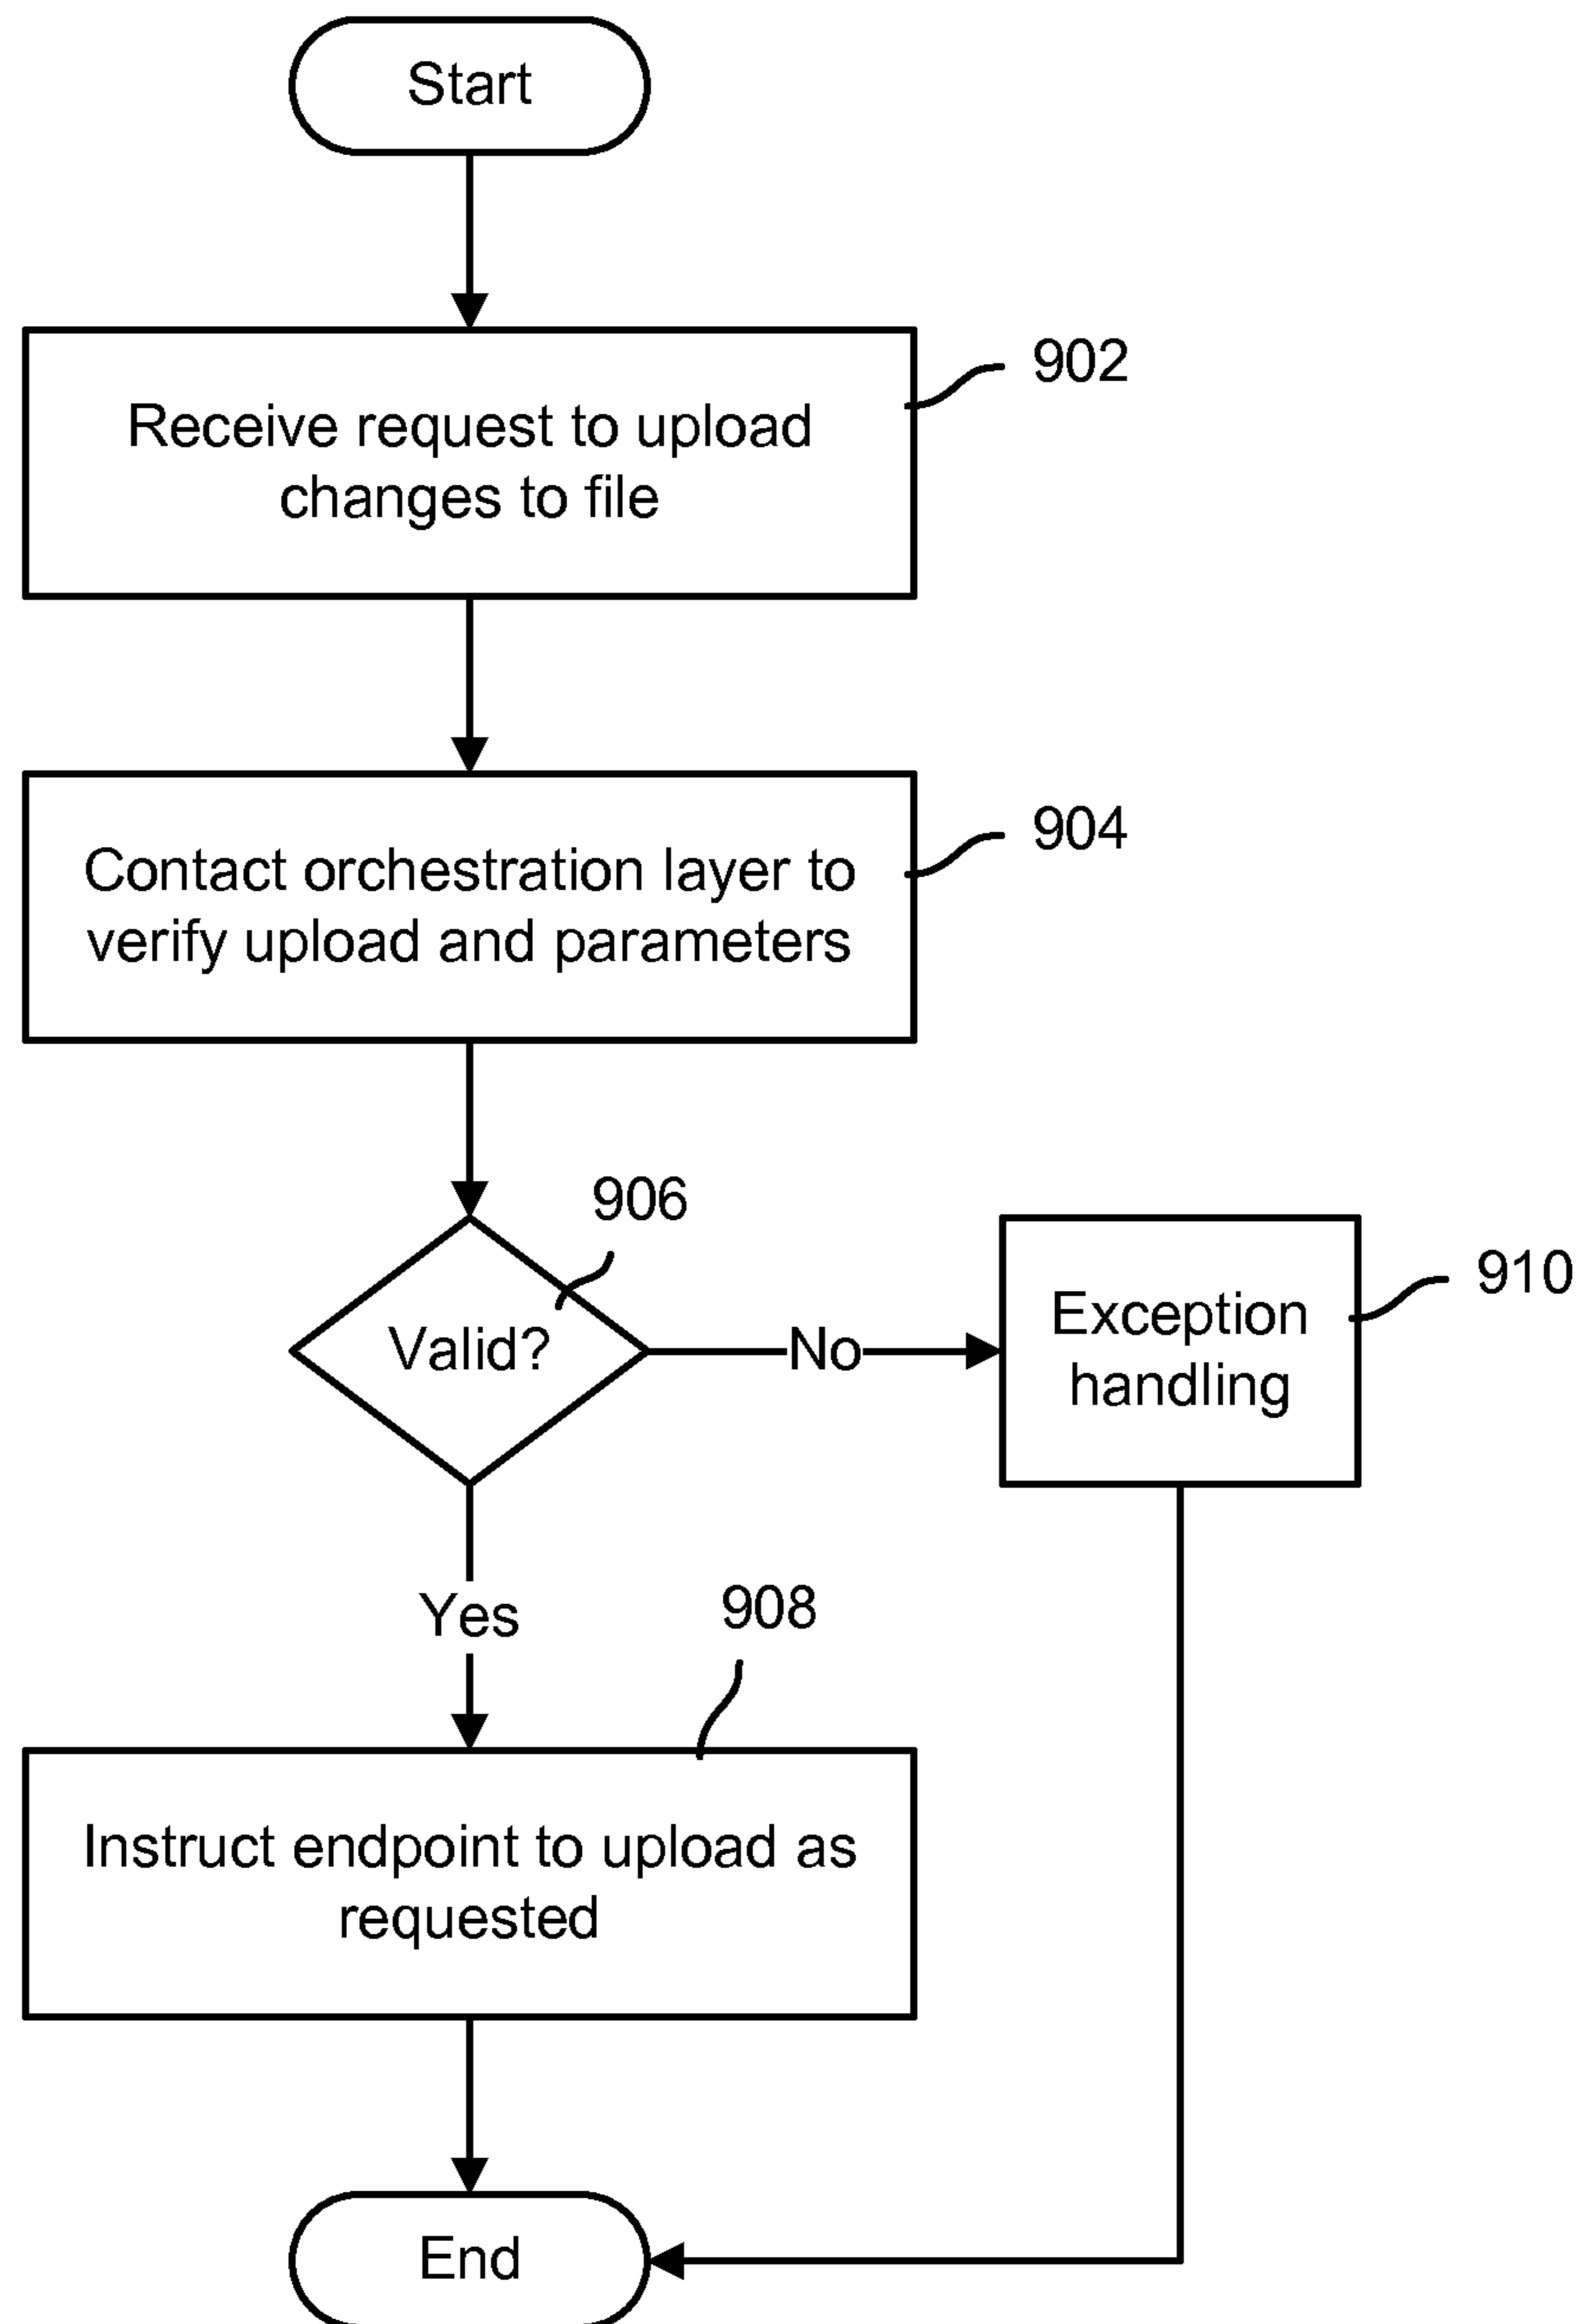 Start
902
Receive request to upload
changes to file
904
Contact orchestration layer to
verify upload and parameters
906
Valid?
No
910
Exception
handling
Yes
908
Instruct endpoint to upload as
requested
End